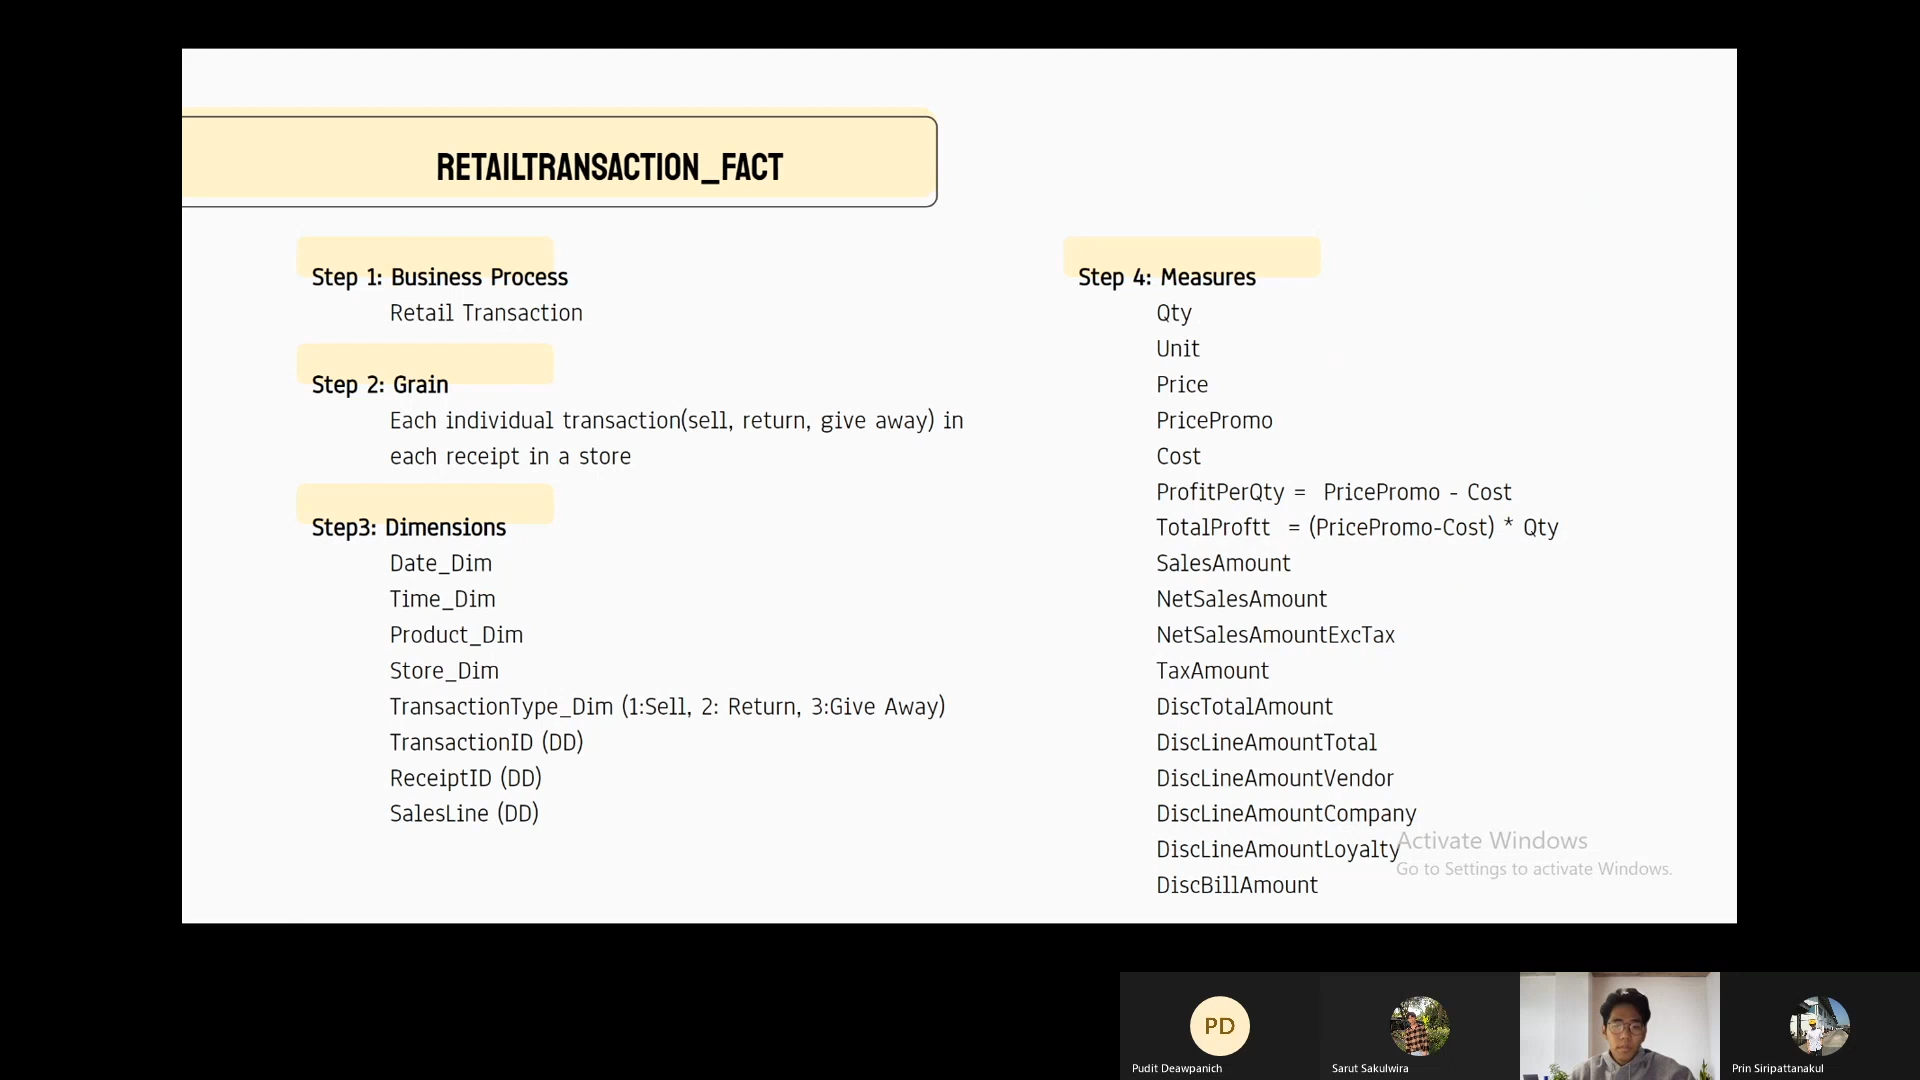 RETAILTRANSACTION_FACT
Step 1: Business Process
Retail Transaction
Step 2: Grain
Each individual transaction(sell, return, give away) in
each receipt in a store
Step3: Dimensions
Date_Dim
Time_Dim
Product_Dim
Store_Dim
TransactionType_Dim (1:Sell, 2: Return, 3:Give Away)
TransactionID (DD)
ReceiptID (DD)
SalesLine (DD)
Step 4: Measures
Qty
Unit
Price
PricePromo
Cost
ProfitPerQty = PricePromo - Cost
TotalProftt = (PricePromo-Cost) * Qty
SalesAmount
NetSalesAmount
NetSalesAmountExcTax
TaxAmount
DiscTotalAmount
DiscLineAmountTotal
DiscLineAmountVendor
DiscLineAmountCompany
DiscLineAmountLoyalty
DiscBillAmount
Activate Windows
Go to Settings to activate Windows.
PD
Pudit Deawpanich
Sarut Sakulwira
Prin Siripattanakul